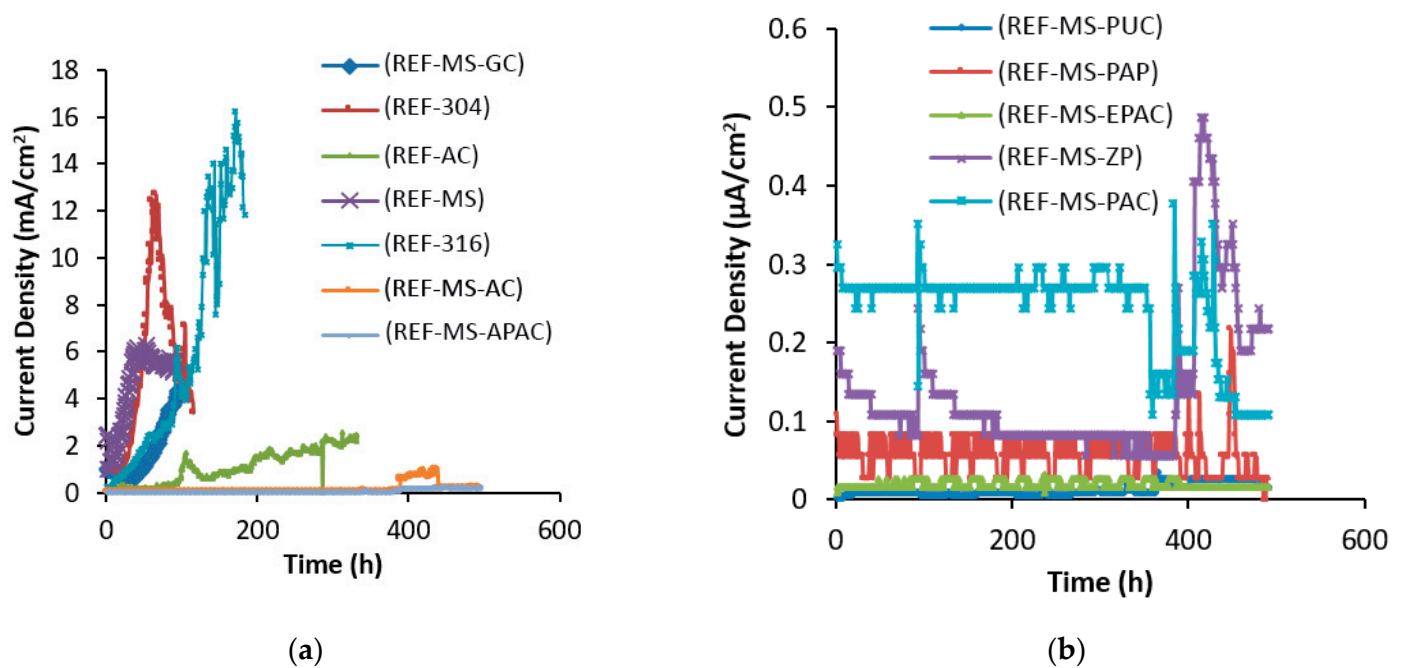 18
16
14
12
10
8
6
4
2
0
Current Density (mA/cm²)
0
200
400
600
Time (h)
(REF-MS-GC)
(REF-304)
(REF-AC)
(REF-MS)
(REF-316)
(REF-MS-AC)
(REF-MS-APAC)
(a)
0.6
0.5
0.4
0.3
0.2
0.1
0
Current Density (µA/cm²)
0
200
400
600
Time (h)
(REF-MS-PUC)
(REF-MS-PAP)
(REF-MS-EPAC)
(REF-MS-ZP)
(REF-MS-PAC)
(b)